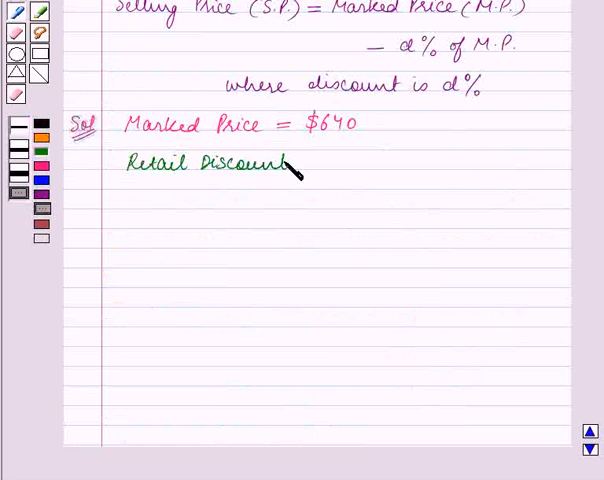 Selling Price (S.P.) = Marked Price (M.P.)
- d% of M.P.
where discount is d%
Sol Marked Price = $640
Retail Discount